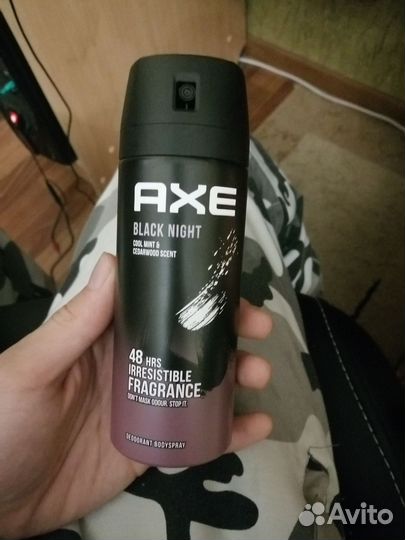 AXE
BLACK NIGHT
COOL MINT &
CEDARWOOD SCENT
48 HRS
IRRESISTIBLE
FRAGRANCE
DON'T MASK ODOUR. STOP IT.
DEODORANT BODYSPRAY
Avito